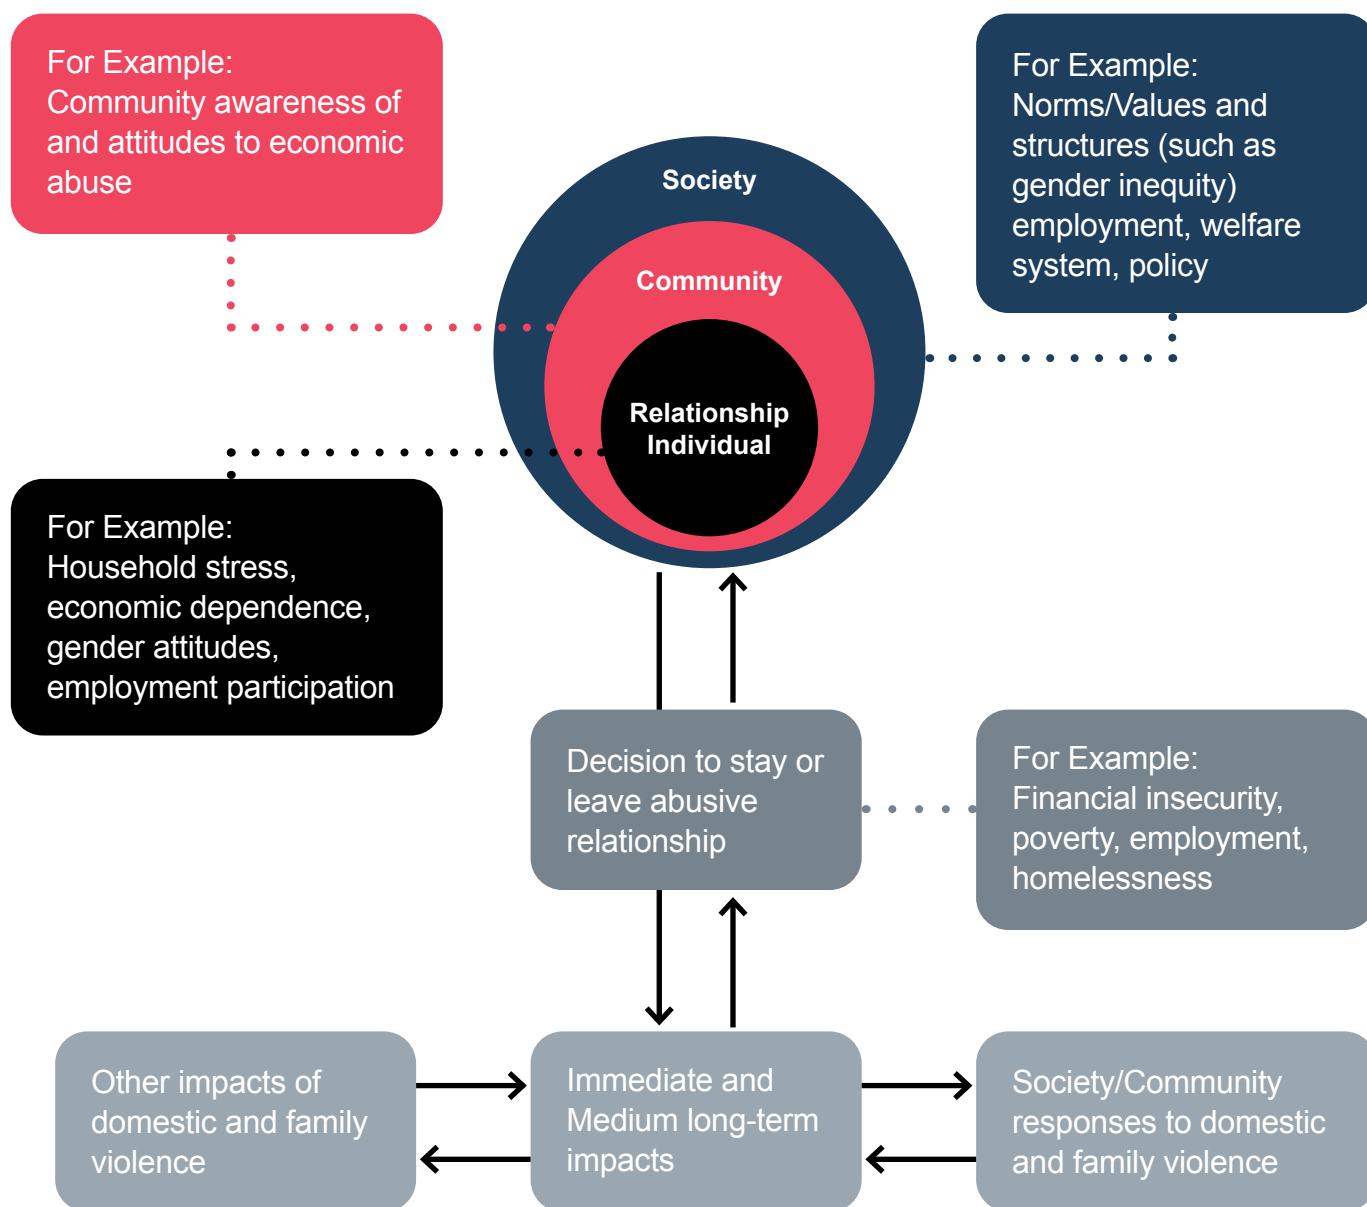 For Example:
Community awareness of
and attitudes to economic
abuse
For Example:
Norms/Values and
structures (such as
gender inequity)
employment, welfare
system, policy
Society
Community
Relationship
Individual
For Example:
Household stress,
economic dependence,
gender attitudes,
employment participation
Decision to stay or
leave abusive
relationship
For Example:
Financial insecurity,
poverty, employment,
homelessness
Other impacts of
domestic and family
violence
Immediate and
Medium long-term
impacts
Society/Community
responses to domestic
and family violence